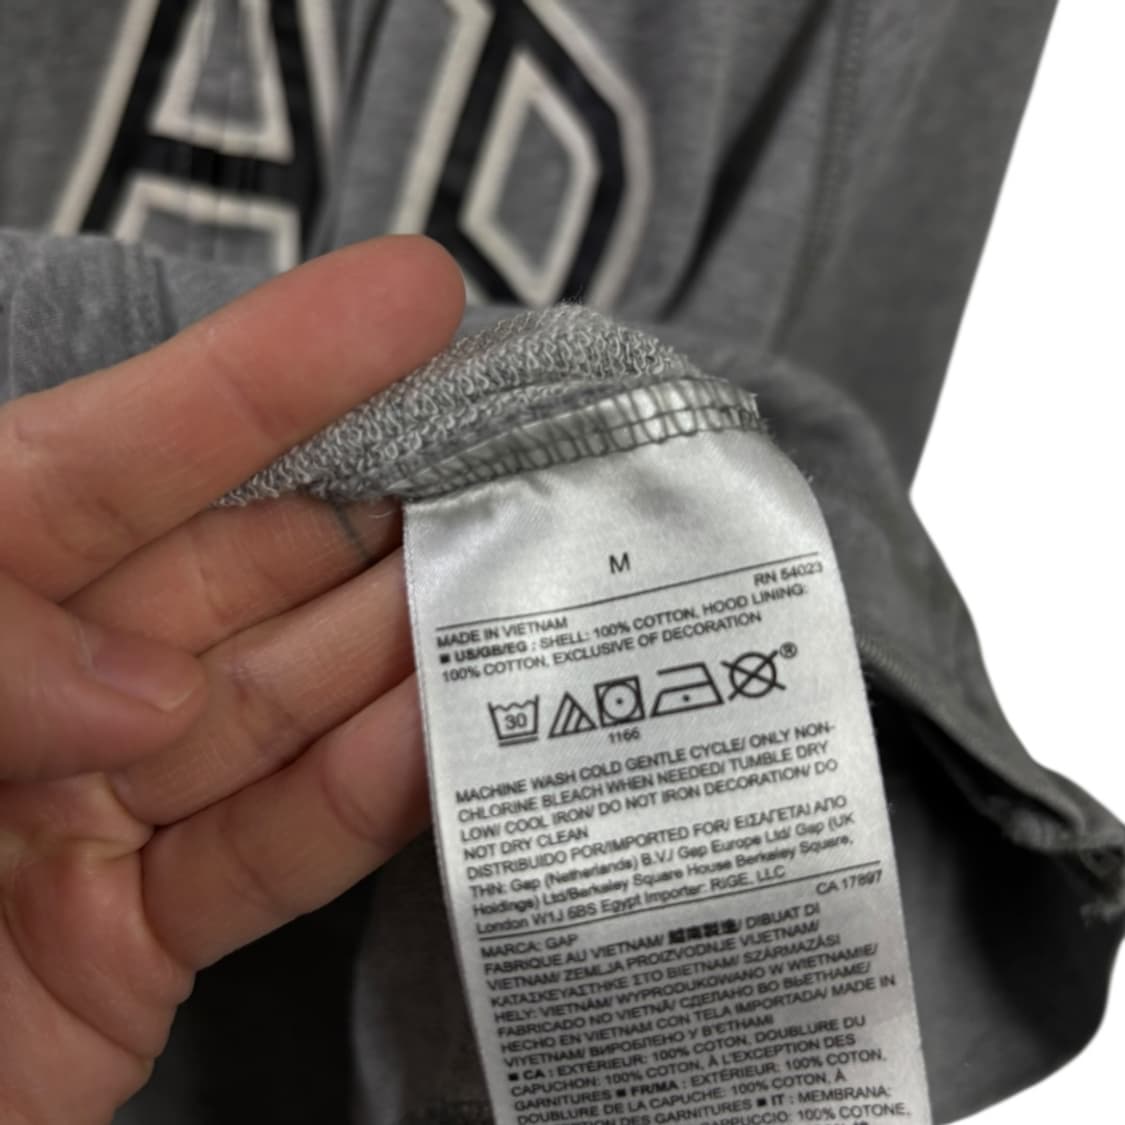 AP
M
RN 54023
MADE IN VIETNAM
■ US/GB/EG : SHELL: 100% COTTON, HOOD LINING:
100% COTTON, EXCLUSIVE OF DECORATION
30
®
1166
MACHINE WASH COLD GENTLE CYCLE/ ONLY NON-
CHLORINE BLEACH WHEN NEEDED/ TUMBLE DRY
LOW/ COOL IRON/ DO NOT IRON DECORATION/ DO
NOT DRY CLEAN
DISTRIBUIDO POR/IMPORTED FOR/ ΕΙΣΑΓΕΤΑΙ ΑΠΟ
ΤΗΝ: Gap (Netherlands) B.V./ Gap Europe Ltd/ Gap (UK
Holdings) Ltd/Berkeley Square House Berkeley Square,
London W1J 6BS Egypt Importer: RIGE, LLC
CA 17897
MARCA: GAP
FABRIQUE AU VIETNAM/ 越南製造/ DIBUAT DI
VIETNAM/ ZEMLJA PROIZVODNJE VIJETNAM/
ΚΑΤΑΣΚΕΥΑΣΤΗΚΕ ΣΤΟ ΒΙΕΤΝΑΜ/ SZÁRMAZÁSI
HELY: VIETNÁM/ WYPRODUKOWANO W WIETNAMIE/
FABRICADO NO VIETNÃ/ СДЕЛАНО ВО ВЬЕТНАМЕ/
HECHO EN VIETNAM CON TELA IMPORTADA/ MADE IN
VIYETNAM/ ВИРОБЛЕНО У В'ЄТНАМІ
■ CA : EXTÉRIEUR: 100% COTON, DOUBLURE DU
CAPUCHON: 100% COTON, À L'EXCEPTION DES
GARNITURES ■ FR/MA : EXTÉRIEUR: 100% COTON,
DOUBLURE DE LA CAPUCHE: 100% COTON, À
DES GARNITURES ■ IT : MEMBRANA:
CAPPUCCIO: 100% COTONE,